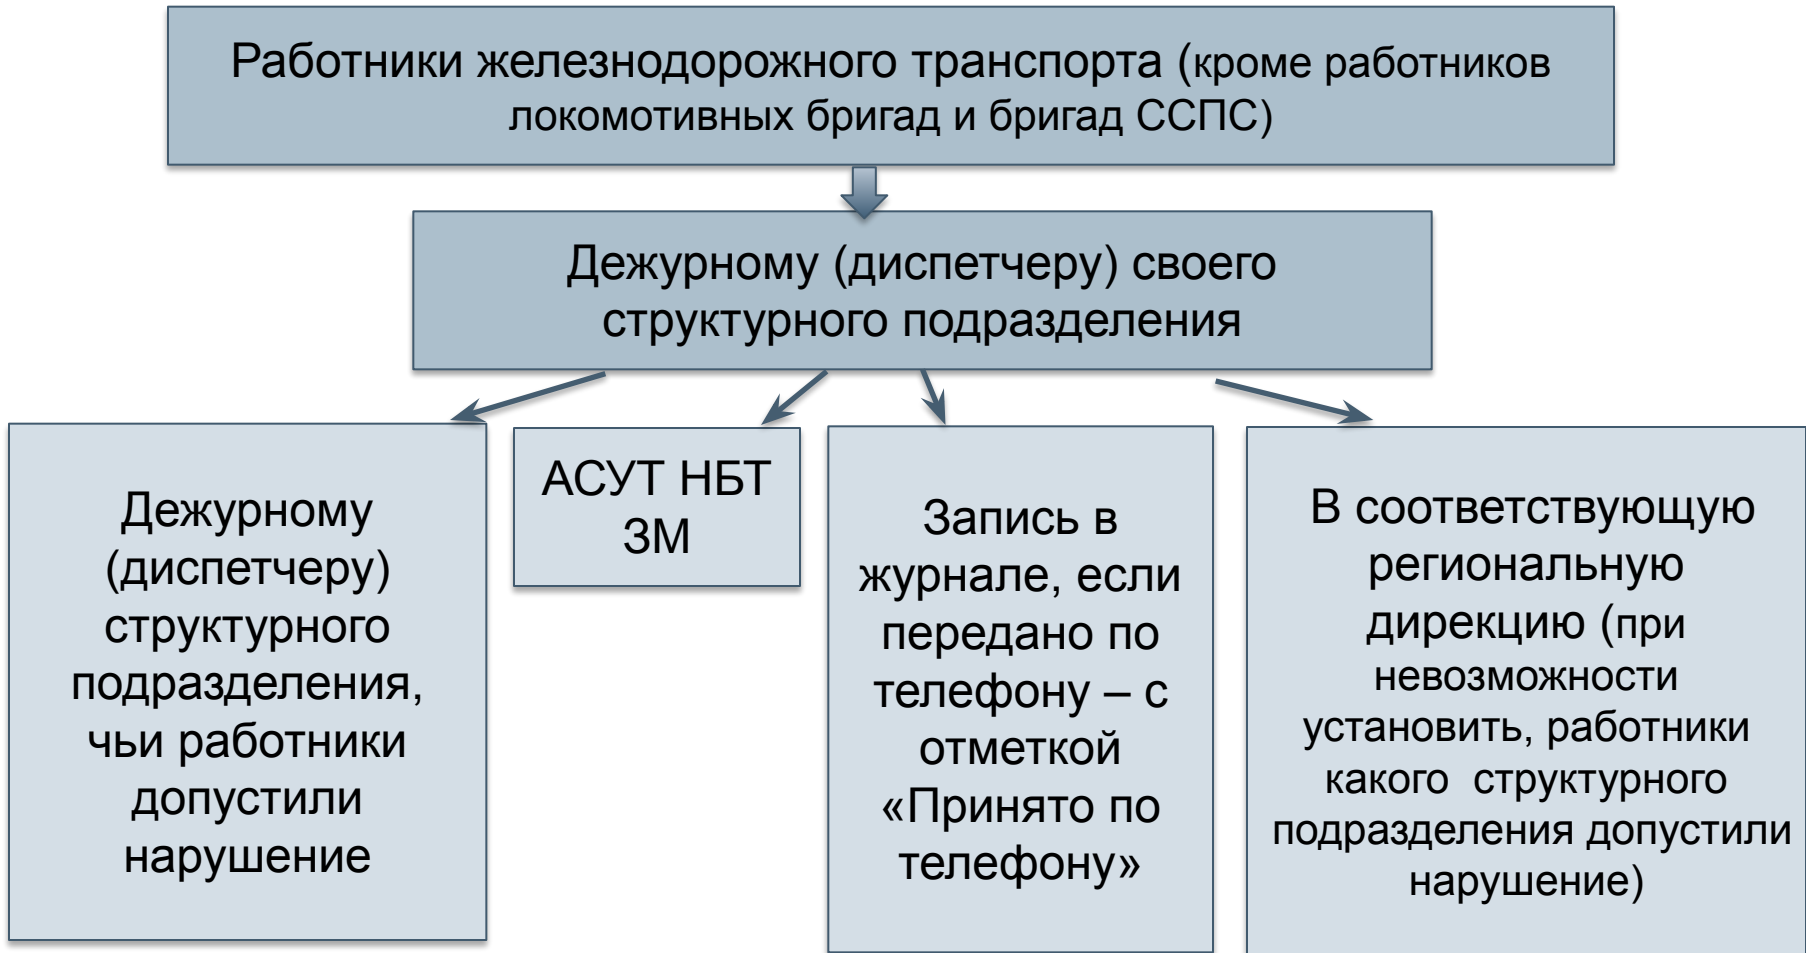 Работники железнодорожного транспорта (кроме работников
локомотивных бригад и бригад ССПС)
Дежурному (диспетчеру) своего
структурного подразделения
Дежурному
(диспетчеру)
структурного
подразделения,
чьи работники
допустили
нарушение
АСУТ НБТ
ЗМ
Запись в
журнале, если
передано по
телефону – с
отметкой
«Принято по
телефону»
В соответствующую
региональную
дирекцию (при
невозможности
установить, работники
какого структурного
подразделения допустили
нарушение)